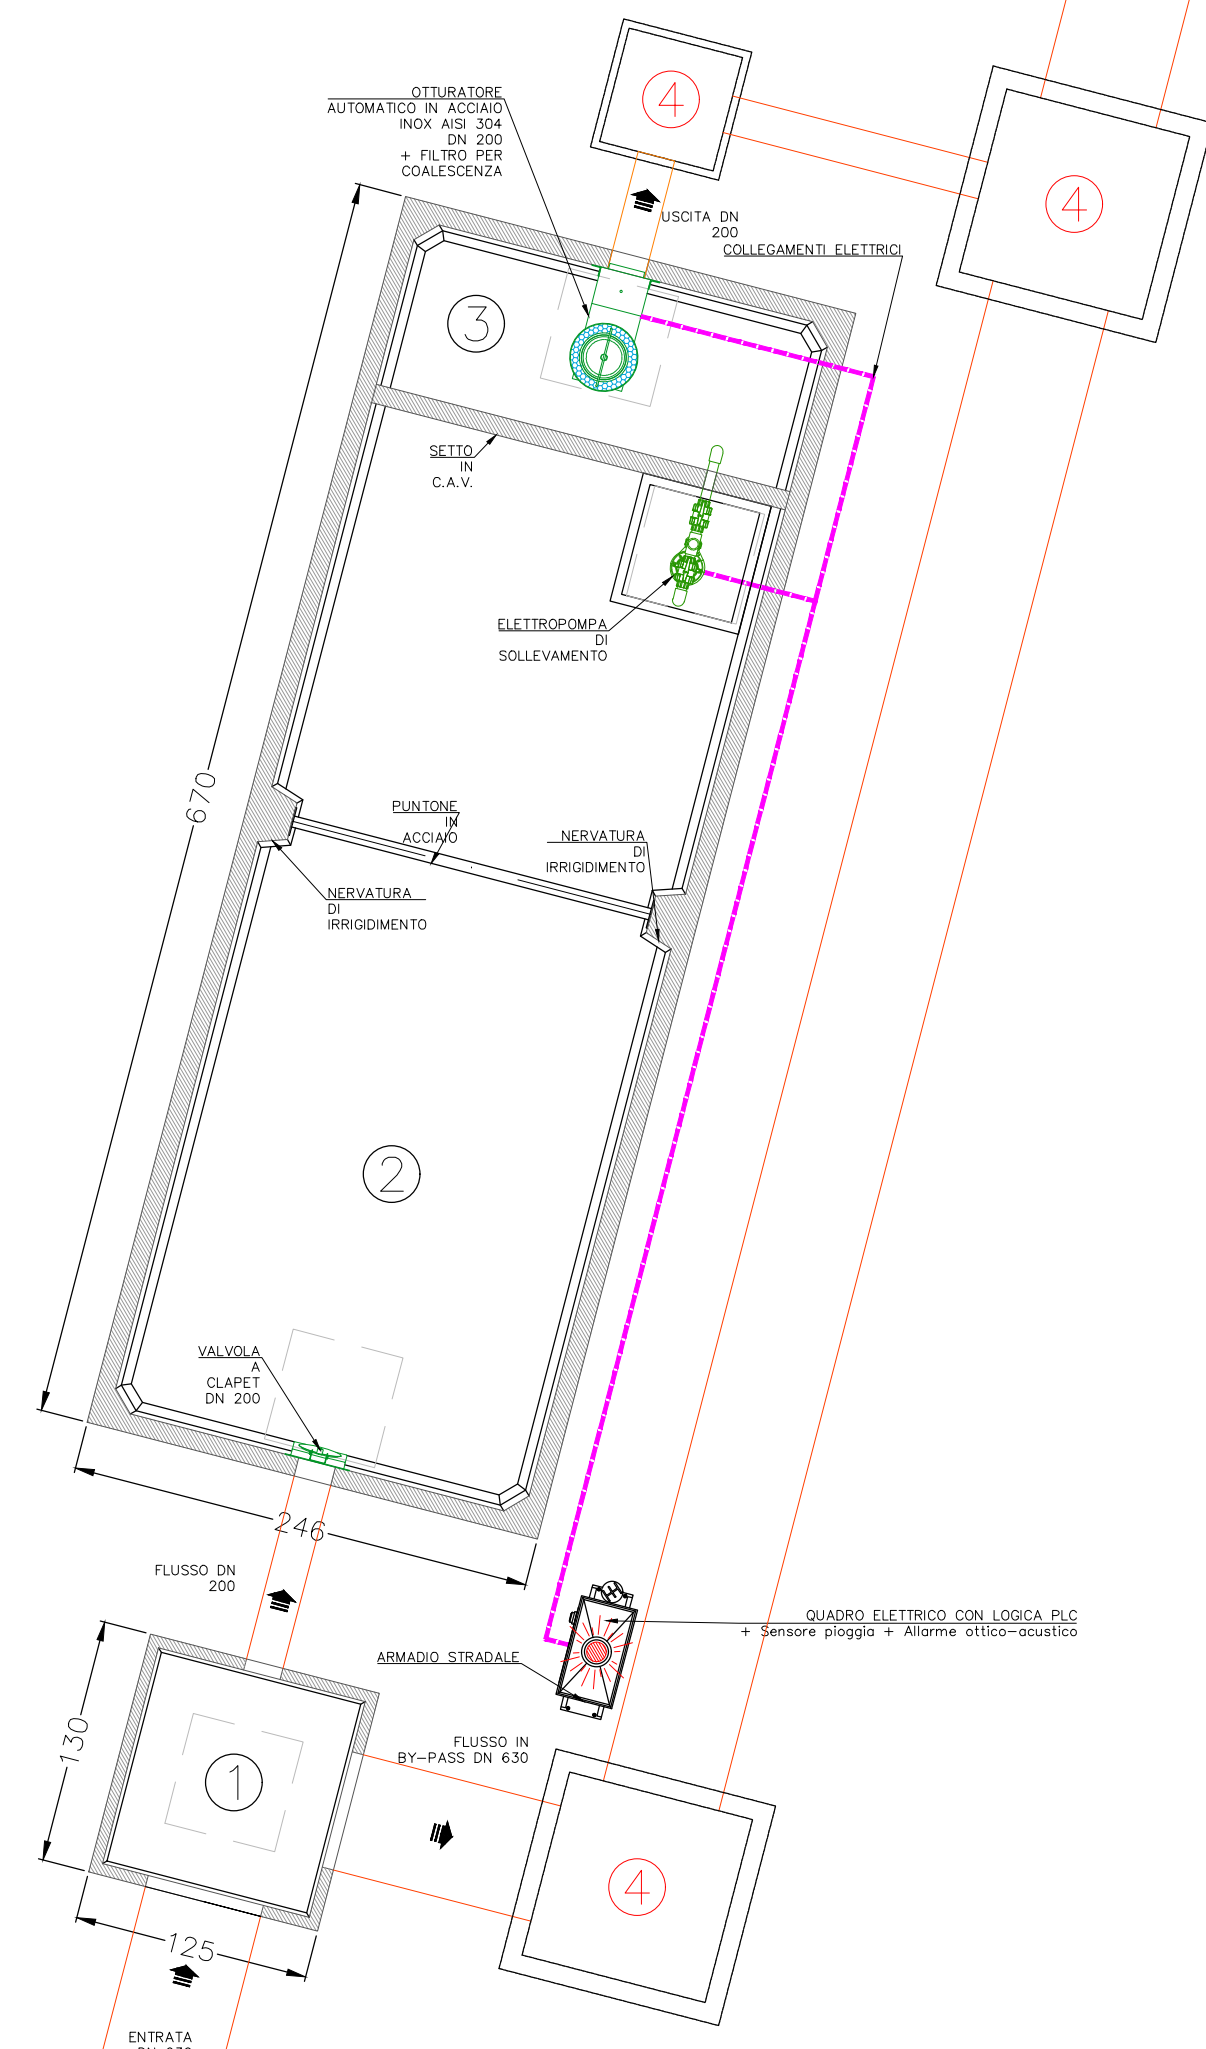 OTTURATORE
AUTOMATICO IN ACCIAIO
INOX AISI 304
DN 200
+ FILTRO PER
COALESCENZA
4
4
USCITA DN
200
COLLEGAMENTI ELETTRICI
3
SETTO
IN
C.A.V.
ELETTROPOMPA
DI
SOLLEVAMENTO
670
PUNTONE
IN
ACCIAIO
NERVATURA
DI
IRRIGIDIMENTO
NERVATURA
DI
IRRIGIDIMENTO
2
VALVOLA
A
CLAPET
DN 200
246
FLUSSO DN
200
QUADRO ELETTRICO CON LOGICA PLC
+ Sensore pioggia + Allarme ottico-acustico
ARMADIO STRADALE
130
FLUSSO IN
BY-PASS DN 630
1
4
125
ENTRATA